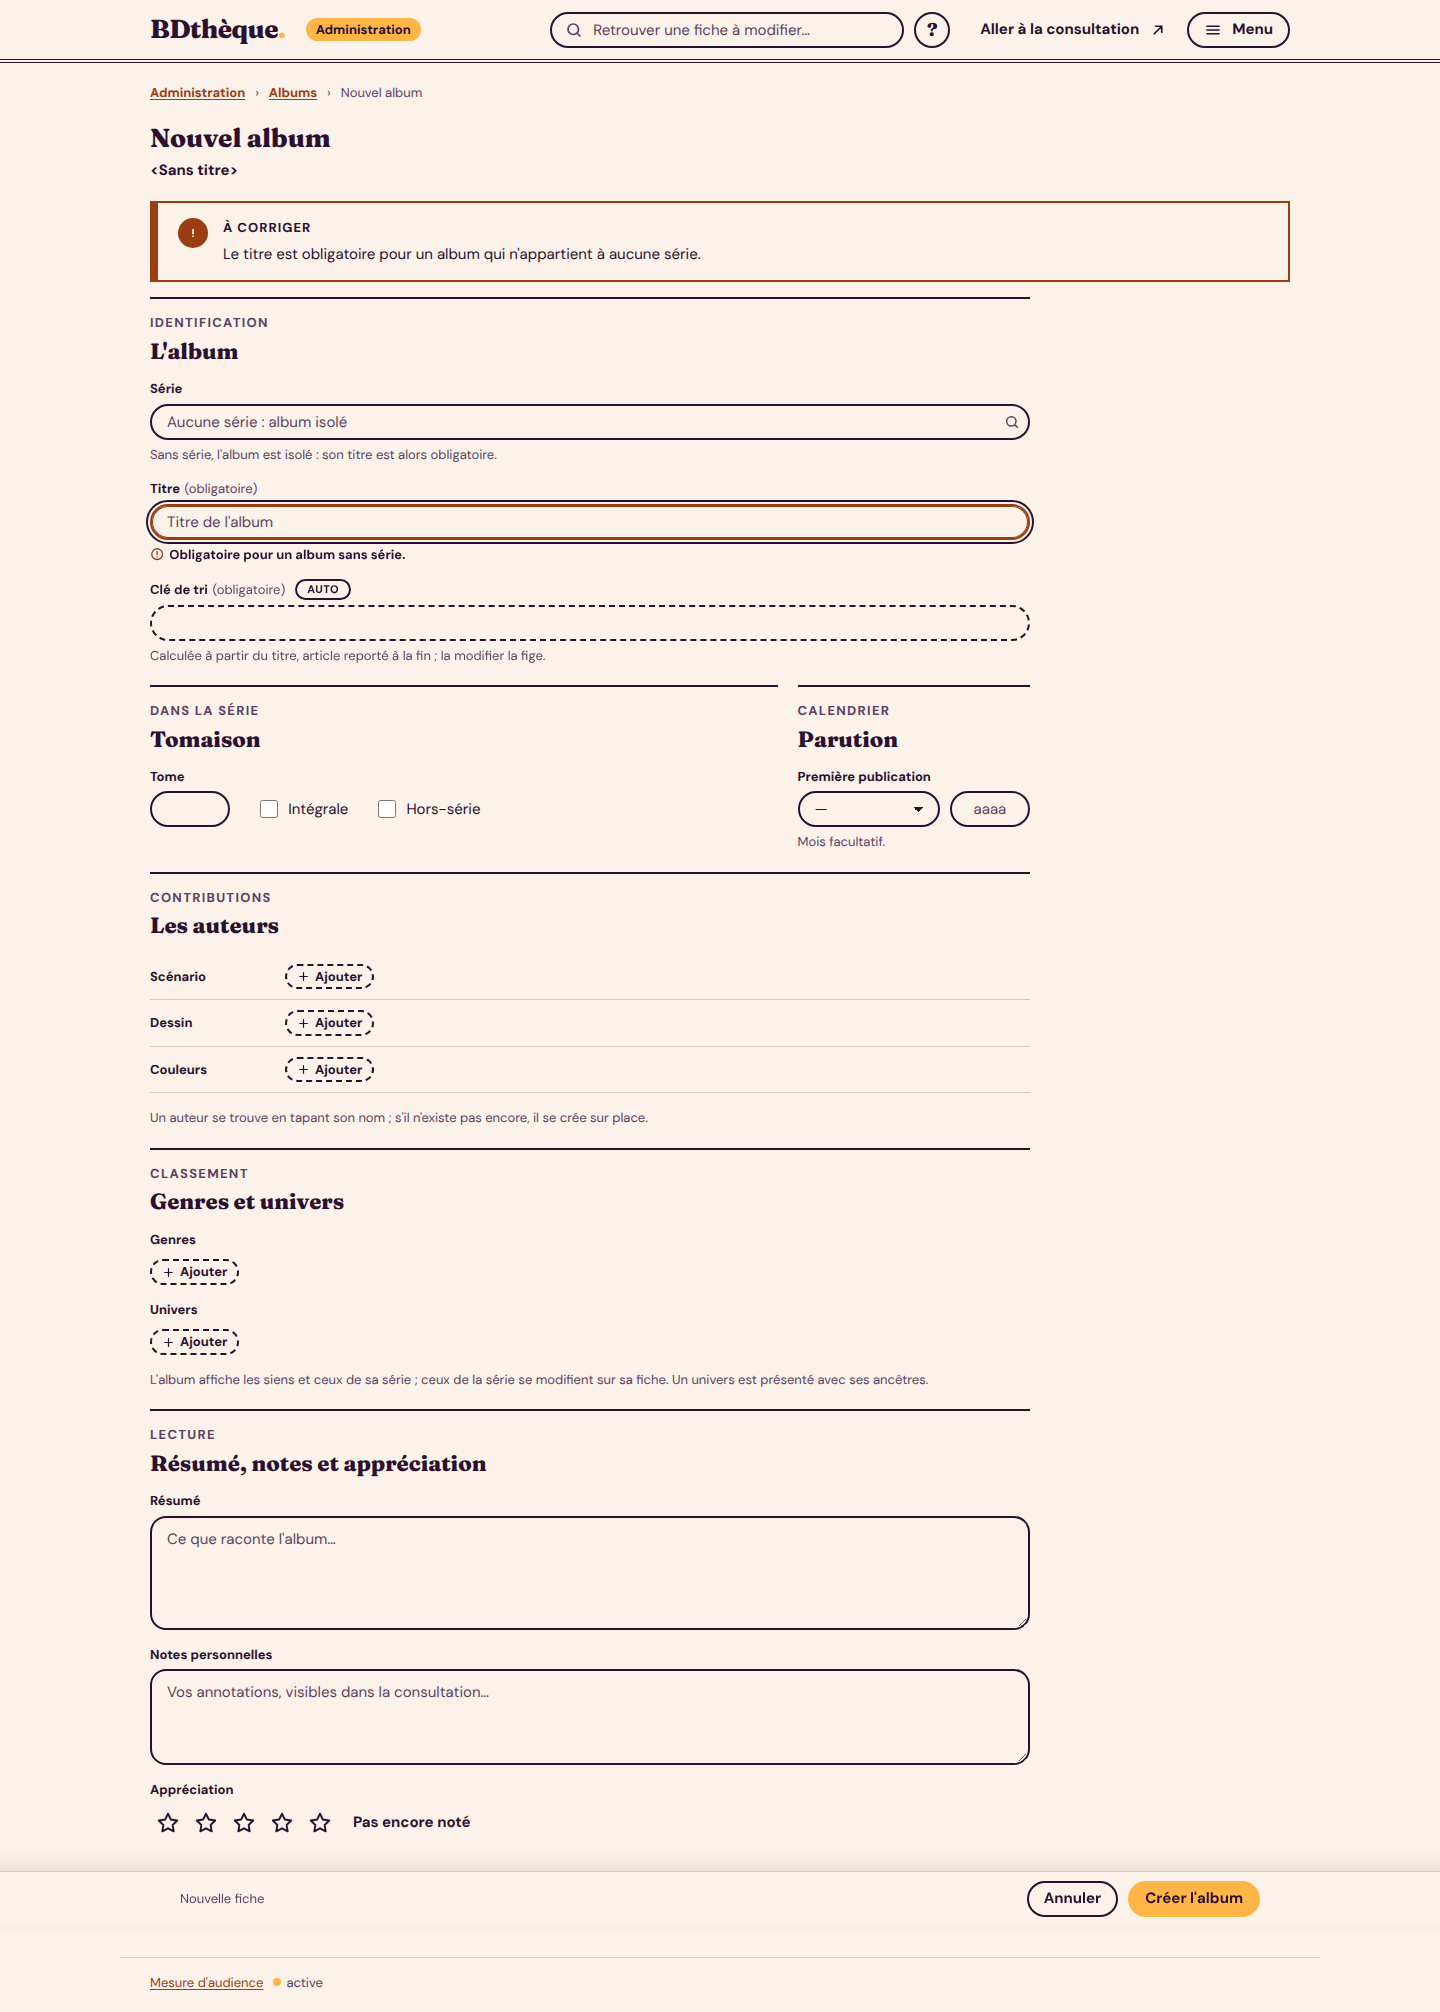 BDthèque.
Administration
Retrouver une fiche à modifier…
?
Aller à la consultation
Menu
Administration › Albums › Nouvel album
Nouvel album
<Sans titre>
!
À CORRIGER
Le titre est obligatoire pour un album qui n'appartient à aucune série.
IDENTIFICATION
L'album
Série
Aucune série : album isolé
Sans série, l'album est isolé : son titre est alors obligatoire.
Titre (obligatoire)
Titre de l'album
Obligatoire pour un album sans série.
Clé de tri (obligatoire) AUTO
Calculée à partir du titre, article reporté à la fin ; la modifier la fige.
DANS LA SÉRIE
Tomaison
Tome
Intégrale
Hors-série
CALENDRIER
Parution
Première publication
—
aaaa
Mois facultatif.
CONTRIBUTIONS
Les auteurs
Scénario
+ Ajouter
Dessin
+ Ajouter
Couleurs
+ Ajouter
Un auteur se trouve en tapant son nom ; s'il n'existe pas encore, il se crée sur place.
CLASSEMENT
Genres et univers
Genres
+ Ajouter
Univers
+ Ajouter
L'album affiche les siens et ceux de sa série ; ceux de la série se modifient sur sa fiche. Un univers est présenté avec ses ancêtres.
LECTURE
Résumé, notes et appréciation
Résumé
Ce que raconte l'album…
Notes personnelles
Vos annotations, visibles dans la consultation…
Appréciation
Pas encore noté
Nouvelle fiche
Annuler
Créer l'album
Mesure d'audience
active